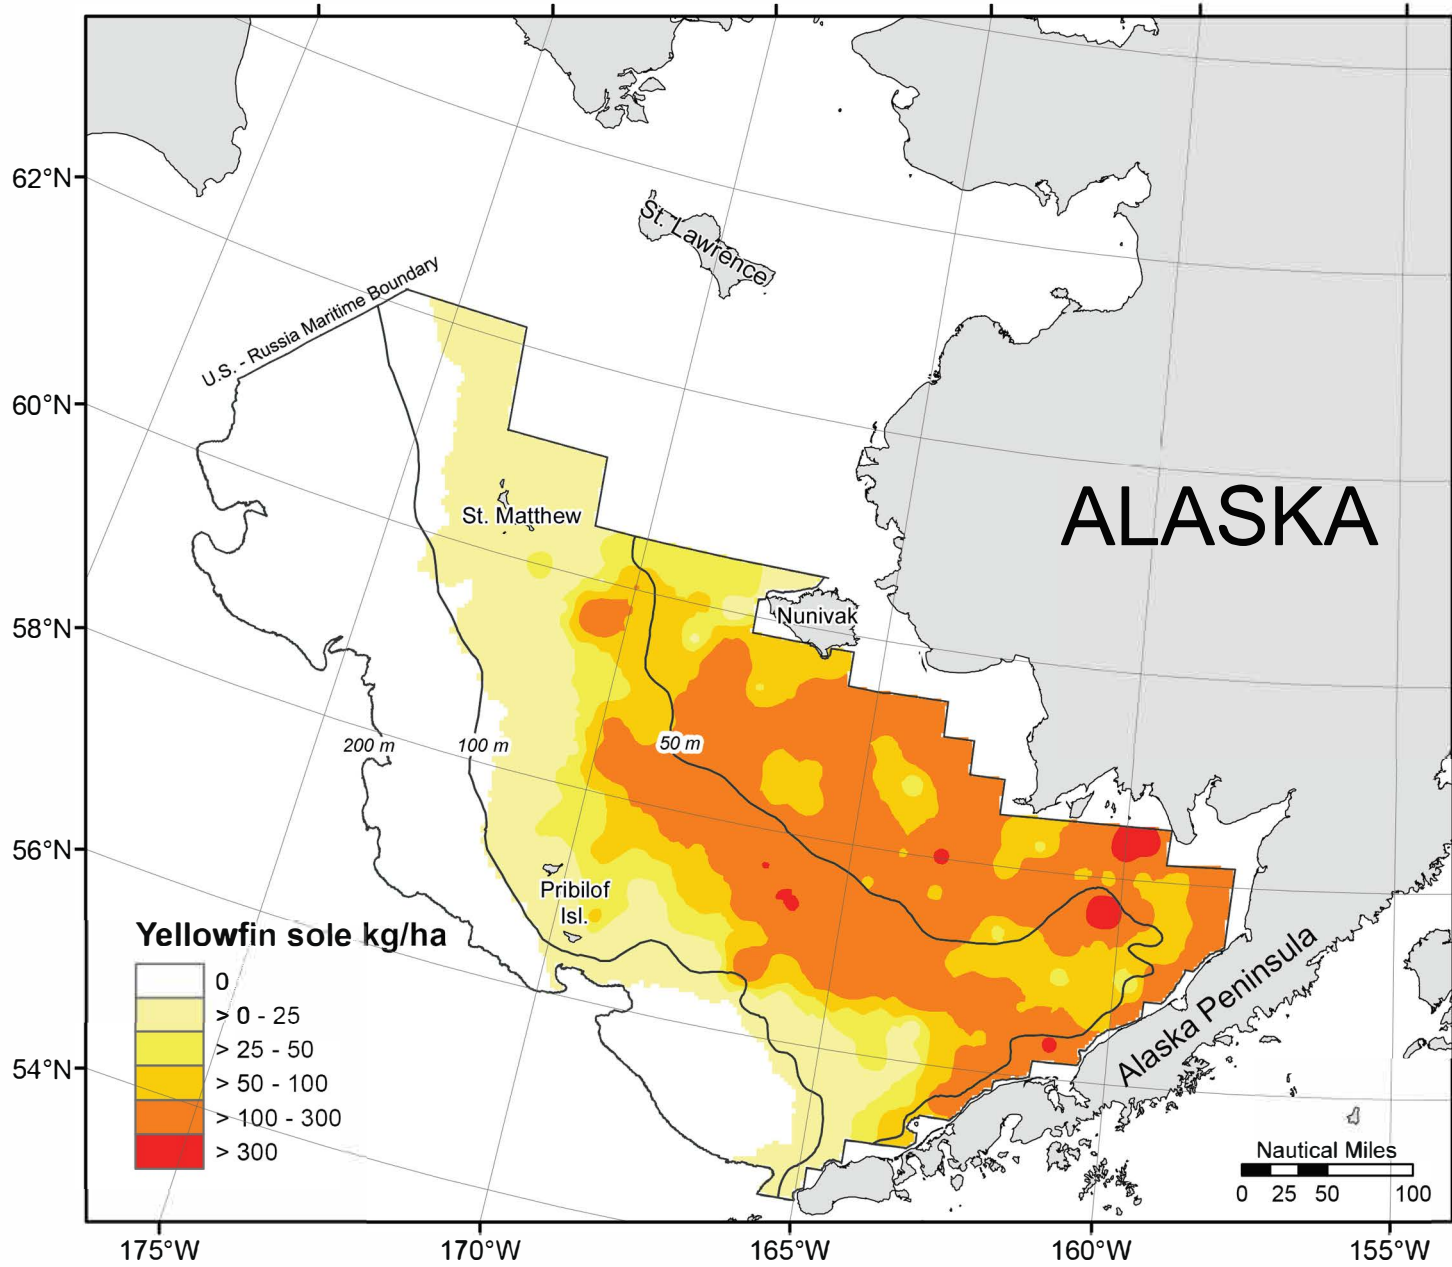 62°N
60°N
58°N
56°N
54°N
175°W
170°W
165°W
160°W
155°W
St. Lawrence
U.S. - Russia Maritime Boundary
ALASKA
St. Matthew
Nunivak
200 m
100 m
50 m
Pribilof
Isl.
Alaska Peninsula
Yellowfin sole kg/ha
0
> 0 - 25
> 25 - 50
> 50 - 100
> 100 - 300
> 300
Nautical Miles
0 25 50 100